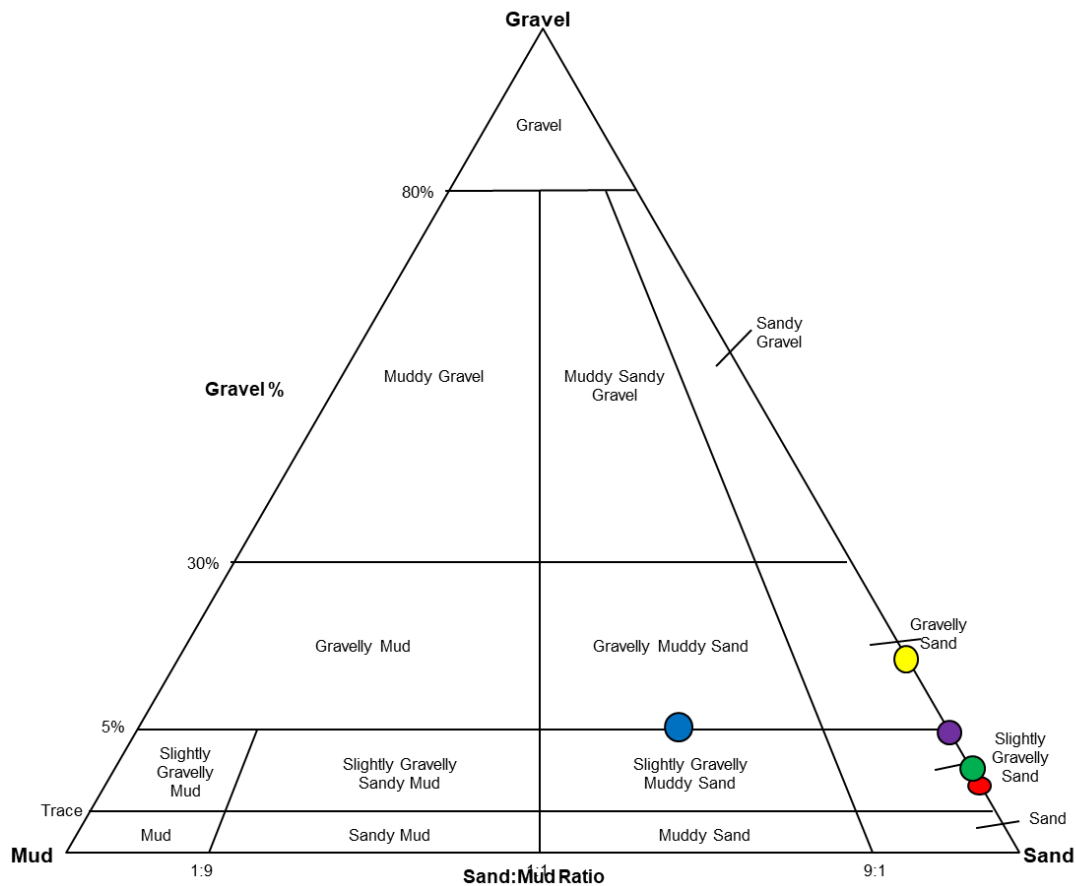 Gravel
Gravel
80%
Sandy
Gravel
Muddy Gravel
Muddy Sandy
Gravel
Gravel %
30%
Gravelly
Sand
Gravelly Mud
Gravelly Muddy Sand
5%
Slightly
Gravelly
Mud
Slightly Gravelly
Sandy Mud
Slightly Gravelly
Muddy Sand
Slightly
Gravelly
Sand
Trace
Mud
Sandy Mud
Muddy Sand
Sand
Mud
Sand
1:9
1:1
9:1
Sand:Mud Ratio